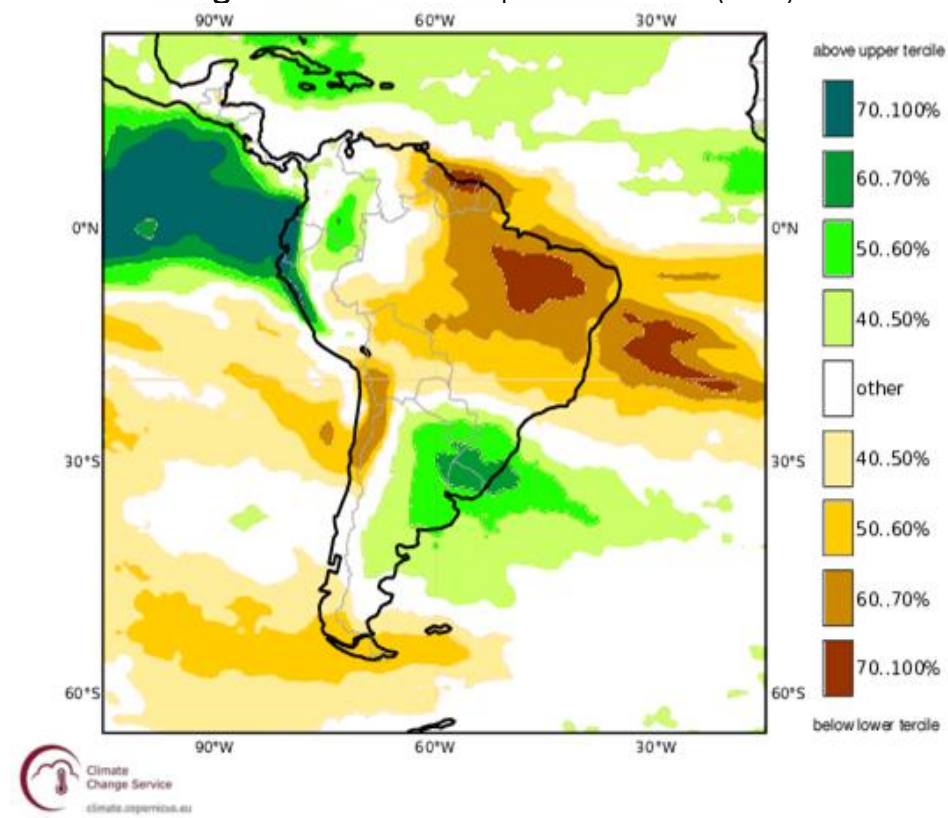 90°W 60°W 30°W
above upper tercile
70..100%
60..70%
0°N 0°N
50..60%
40..50%
other
30°S 30°S
40..50%
50..60%
60..70%
70..100%
60°S 60°S
below lower tercile
90°W 60°W 30°W
Climate
Change Service
climate.copernicus.eu